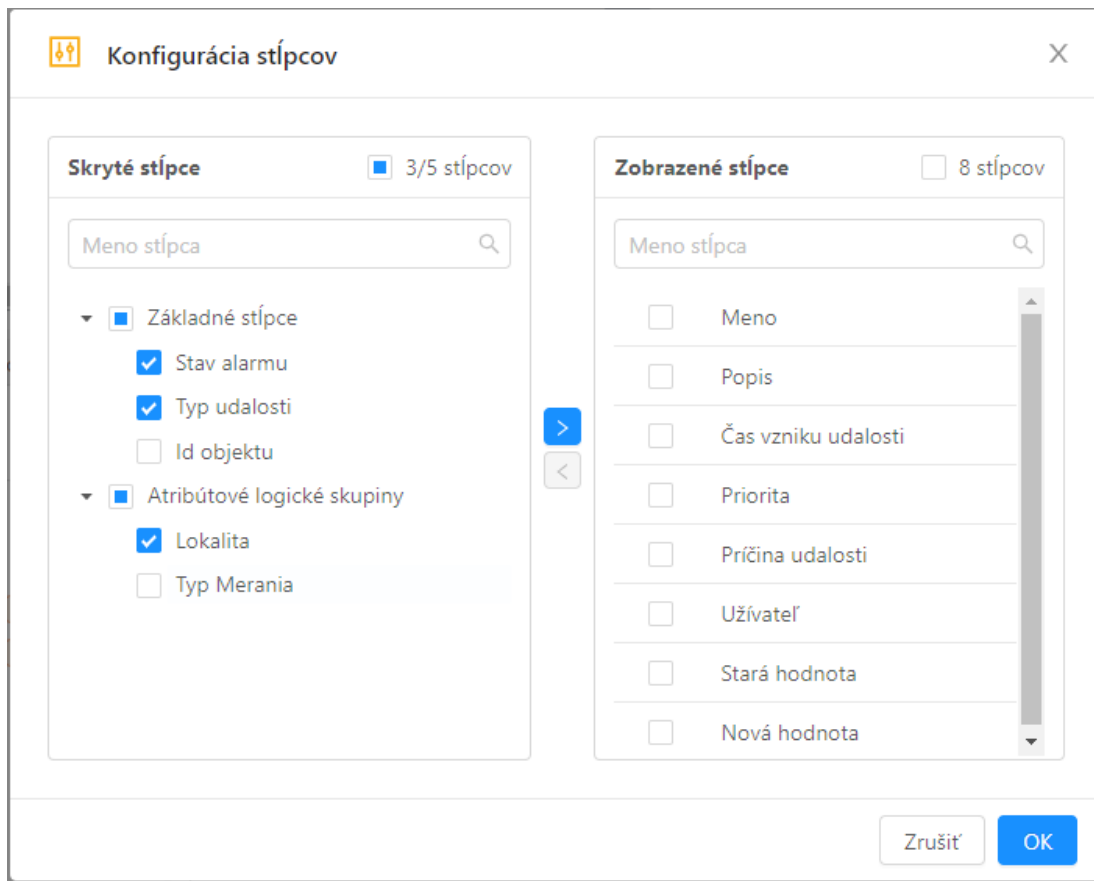 Konfigurácia stĺpcov
Skryté stĺpce
3/5 stĺpcov
Meno stĺpca
Základné stĺpce
Stav alarmu
Typ udalosti
Id objektu
Atribútové logické skupiny
Lokalita
Typ Merania
Zobrazené stĺpce
8 stĺpcov
Meno stĺpca
Meno
Popis
Čas vzniku udalosti
Priorita
Príčina udalosti
Užívateľ
Stará hodnota
Nová hodnota
Zrušiť
OK